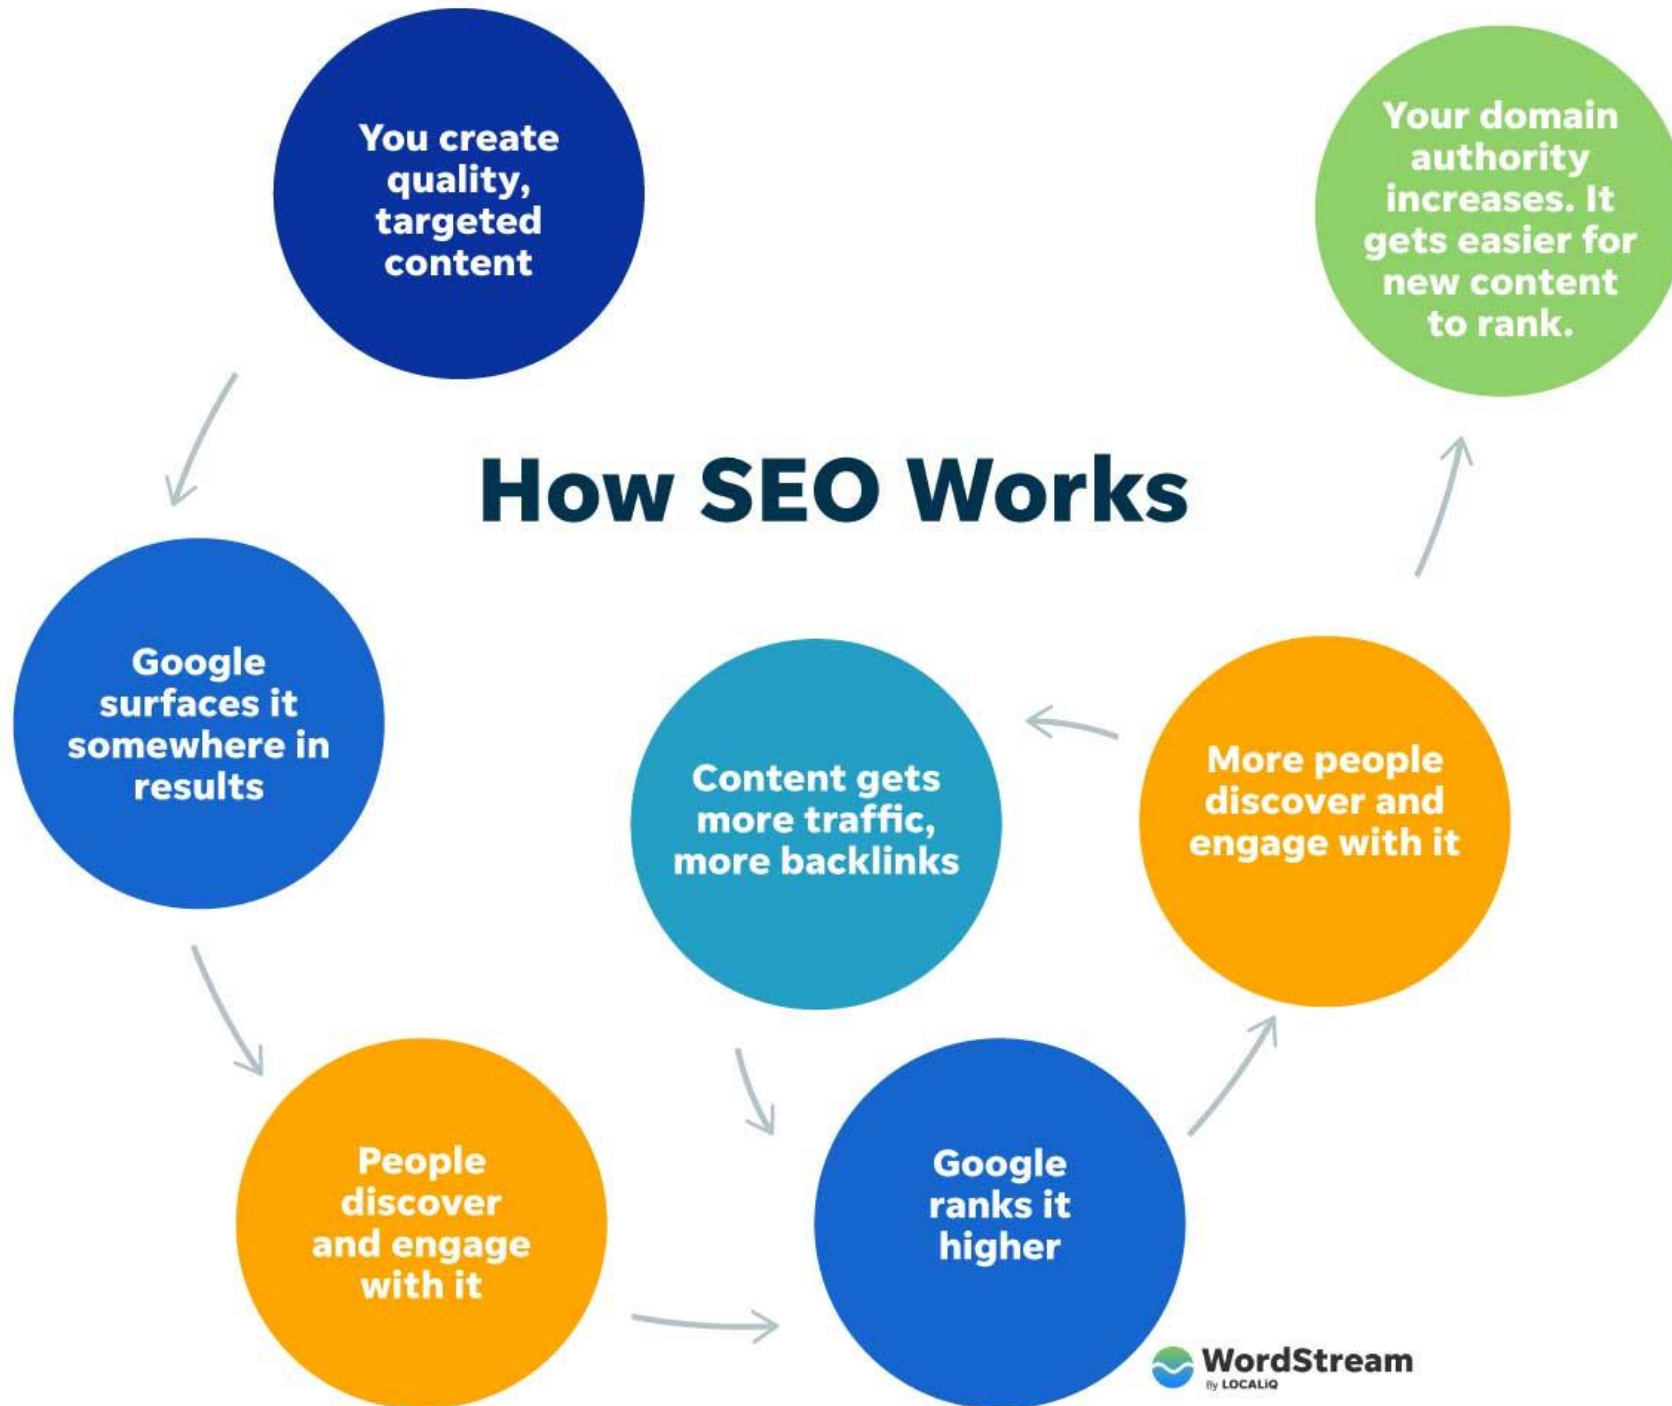 You create
quality,
targeted
content
Your domain
authority
increases. It
gets easier for
new content
to rank.
How SEO Works
Google
surfaces it
somewhere in
results
Content gets
more traffic,
more backlinks
More people
discover and
engage with it
People
discover
and engage
with it
Google
ranks it
higher
WordStream
By LOCALiQ